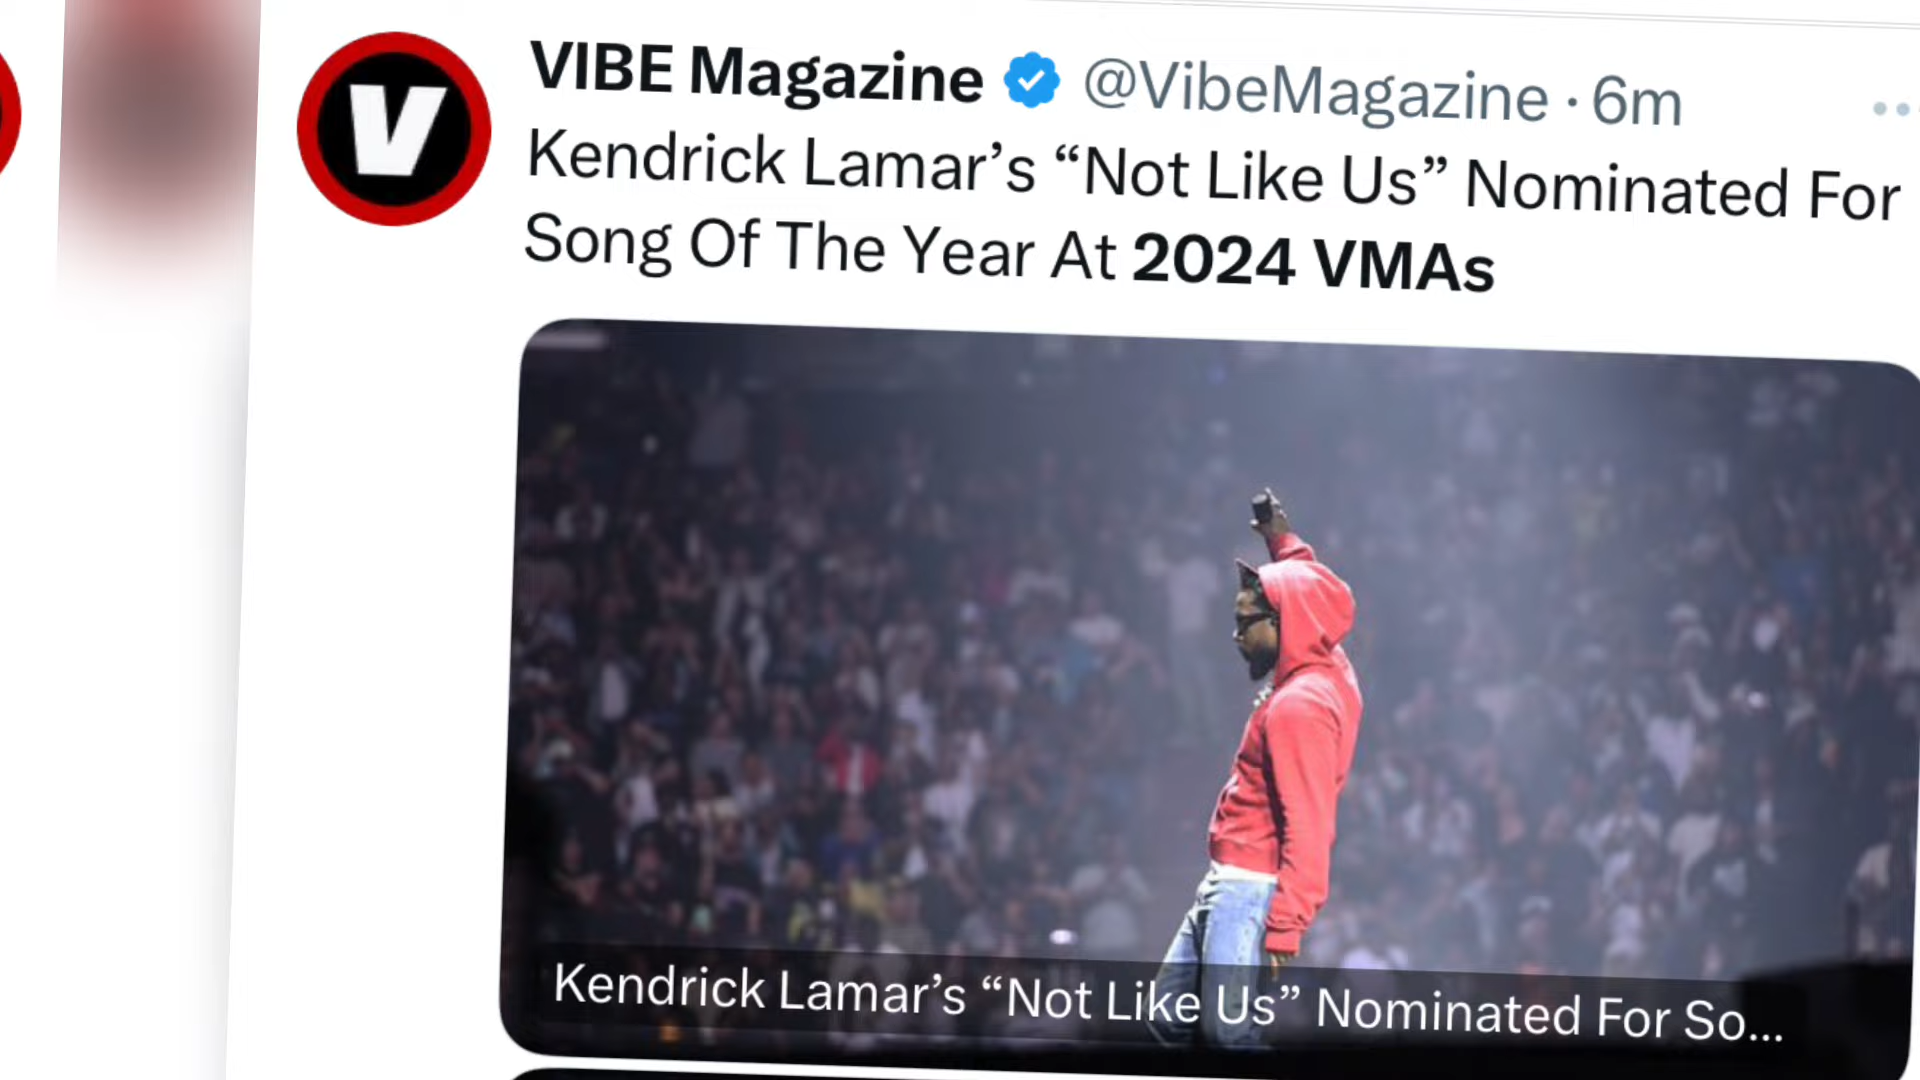 V
VIBE Magazine @VibeMagazine · 6m
Kendrick Lamar’s “Not Like Us” Nominated For
Song Of The Year At 2024 VMAs
Kendrick Lamar’s “Not Like Us” Nominated For So...